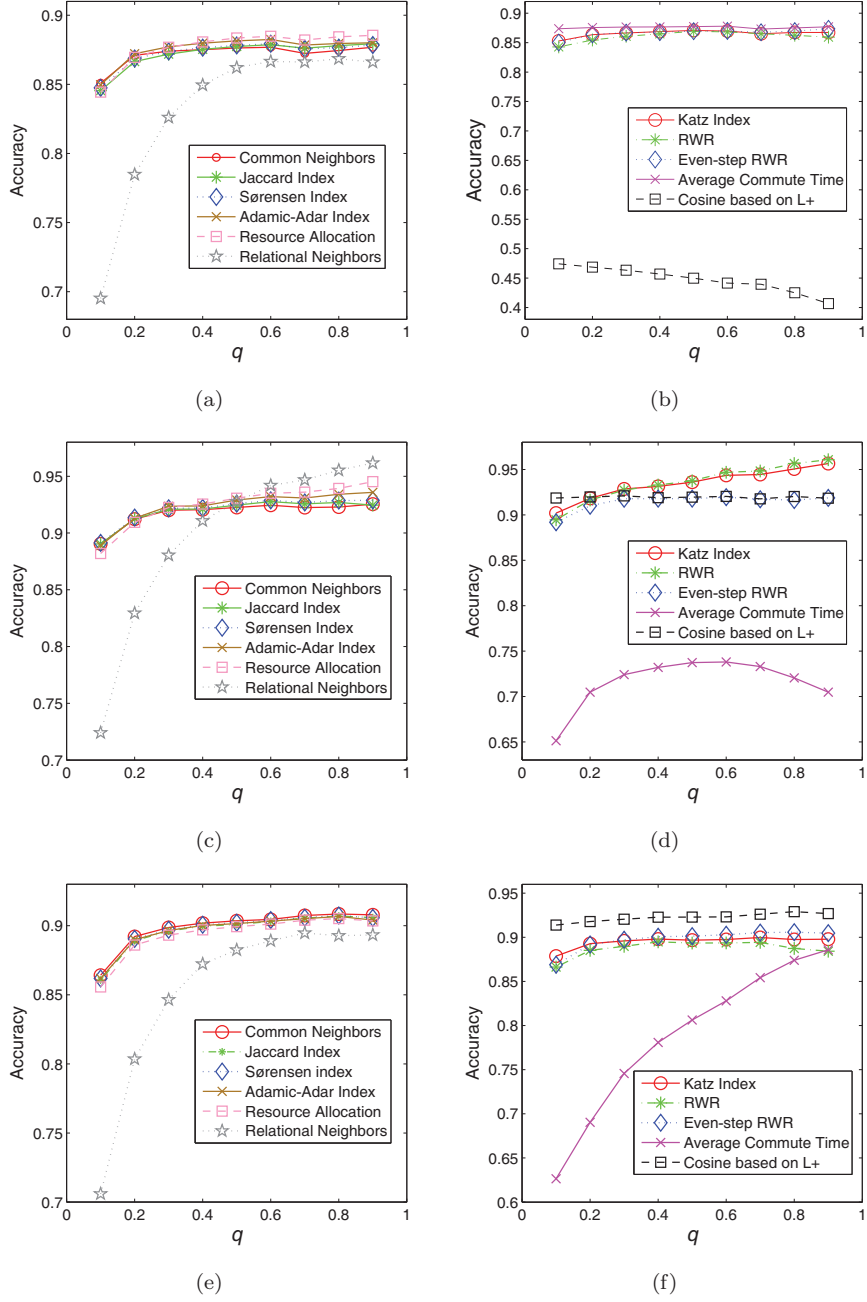 0.9
0.85
0.8
0.75
0.7
0
0.2
0.4
0.6
0.8
1
Accuracy
q
Common Neighbors
Jaccard Index
Sørensen Index
Adamic-Adar Index
Resource Allocation
Relational Neighbors
(a)
0.9
0.85
0.8
0.75
0.7
0.65
0.6
0.55
0.5
0.45
0.4
0
0.2
0.4
0.6
0.8
1
Accuracy
q
Katz Index
RWR
Even-step RWR
Average Commute Time
Cosine based on L+
(b)
0.95
0.9
0.85
0.8
0.75
0.7
0
0.2
0.4
0.6
0.8
1
Accuracy
q
Common Neighbors
Jaccard Index
Sørensen Index
Adamic-Adar Index
Resource Allocation
Relational Neighbors
(c)
0.95
0.9
0.85
0.8
0.75
0.7
0.65
0
0.2
0.4
0.6
0.8
1
Accuracy
q
Katz Index
RWR
Even-step RWR
Average Commute Time
Cosine based on L+
(d)
0.9
0.85
0.8
0.75
0.7
0
0.2
0.4
0.6
0.8
1
Accuracy
q
Common Neighbors
Jaccard Index
Sørensen index
Adamic-Adar Index
Resource Allocation
Relational Neighbors
(e)
0.95
0.9
0.85
0.8
0.75
0.7
0.65
0.6
0
0.2
0.4
0.6
0.8
1
Accuracy
q
Katz Index
RWR
Even-step RWR
Average Commute Time
Cosine based on L+
(f)